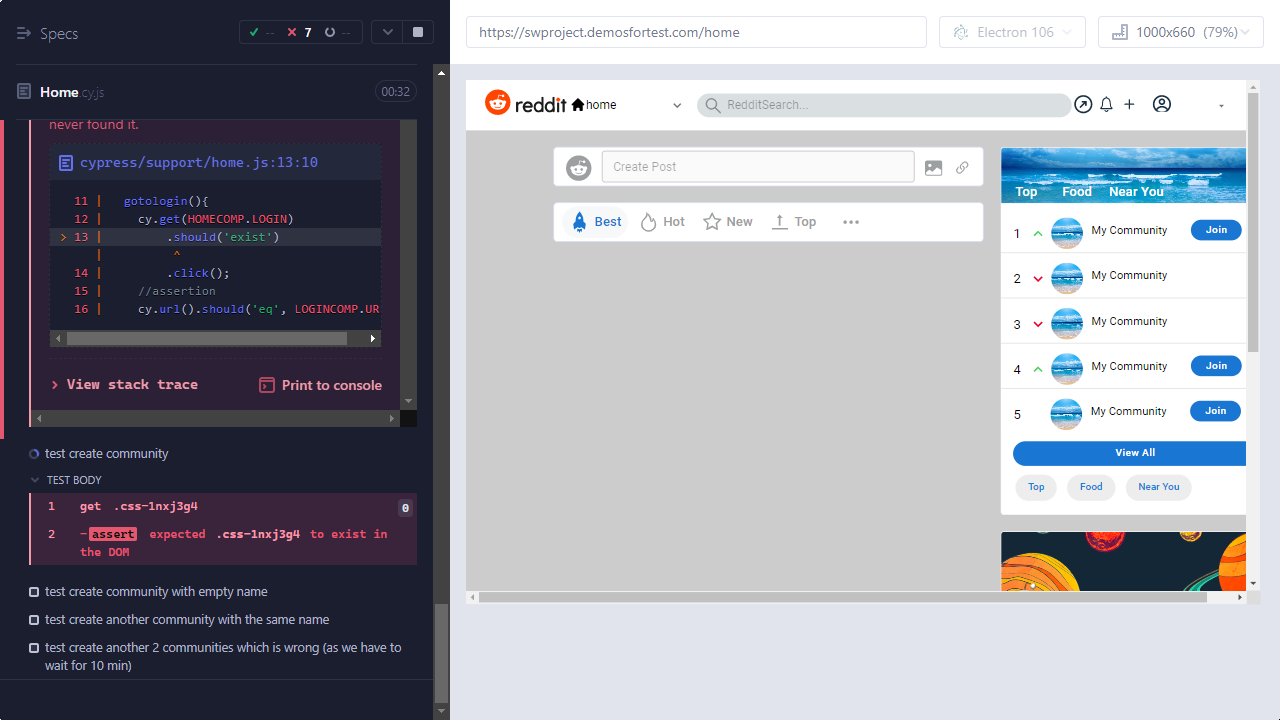 Specs
--
7
--
Home.cy.js
00:32
never found it.
cypress/support/home.js:13:10
11 | gotologin(){
12 | cy.get(HOMECOMP.LOGIN)
> 13 | .should('exist')
| ^
14 | .click();
15 | //assertion
16 | cy.url().should('eq', LOGINCOMP.UR
View stack trace
Print to console
test create community
TEST BODY
1 get .css-1nxj3g4 0
2 -assert expected .css-1nxj3g4 to exist in
the DOM
test create community with empty name
test create another community with the same name
test create another 2 communities which is wrong (as we have to
wait for 10 min)
https://swproject.demosfortest.com/home
Electron 106
1000x660 (79%)
reddit
home
RedditSearch...
Create Post
Best
Hot
New
Top
Top
Food
Near You
1 My Community Join
2 My Community
3 My Community
4 My Community Join
5 My Community Join
View All
Top
Food
Near You